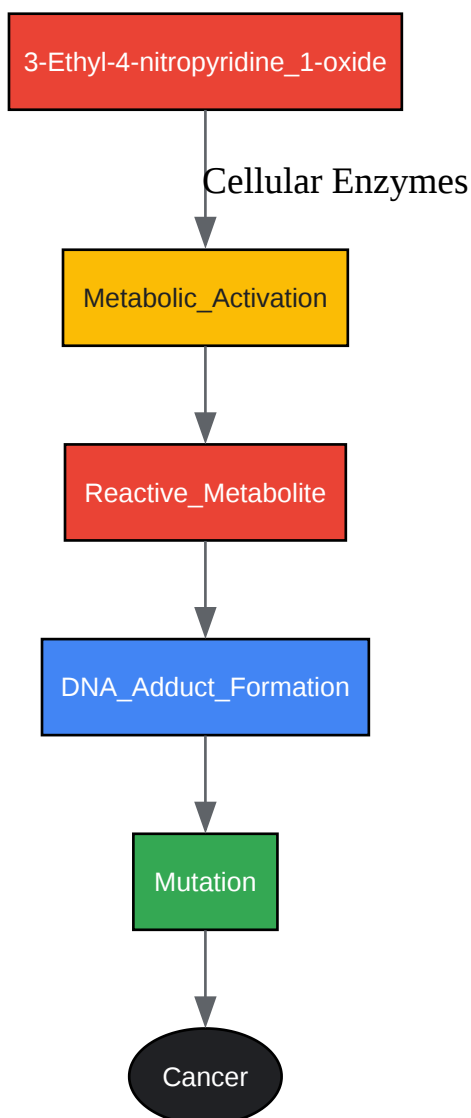 3-Ethyl-4-nitropyridine_1-oxide
Cellular Enzymes
Metabolic_Activation
Reactive_Metabolite
DNA_Adduct_Formation
Mutation
Cancer